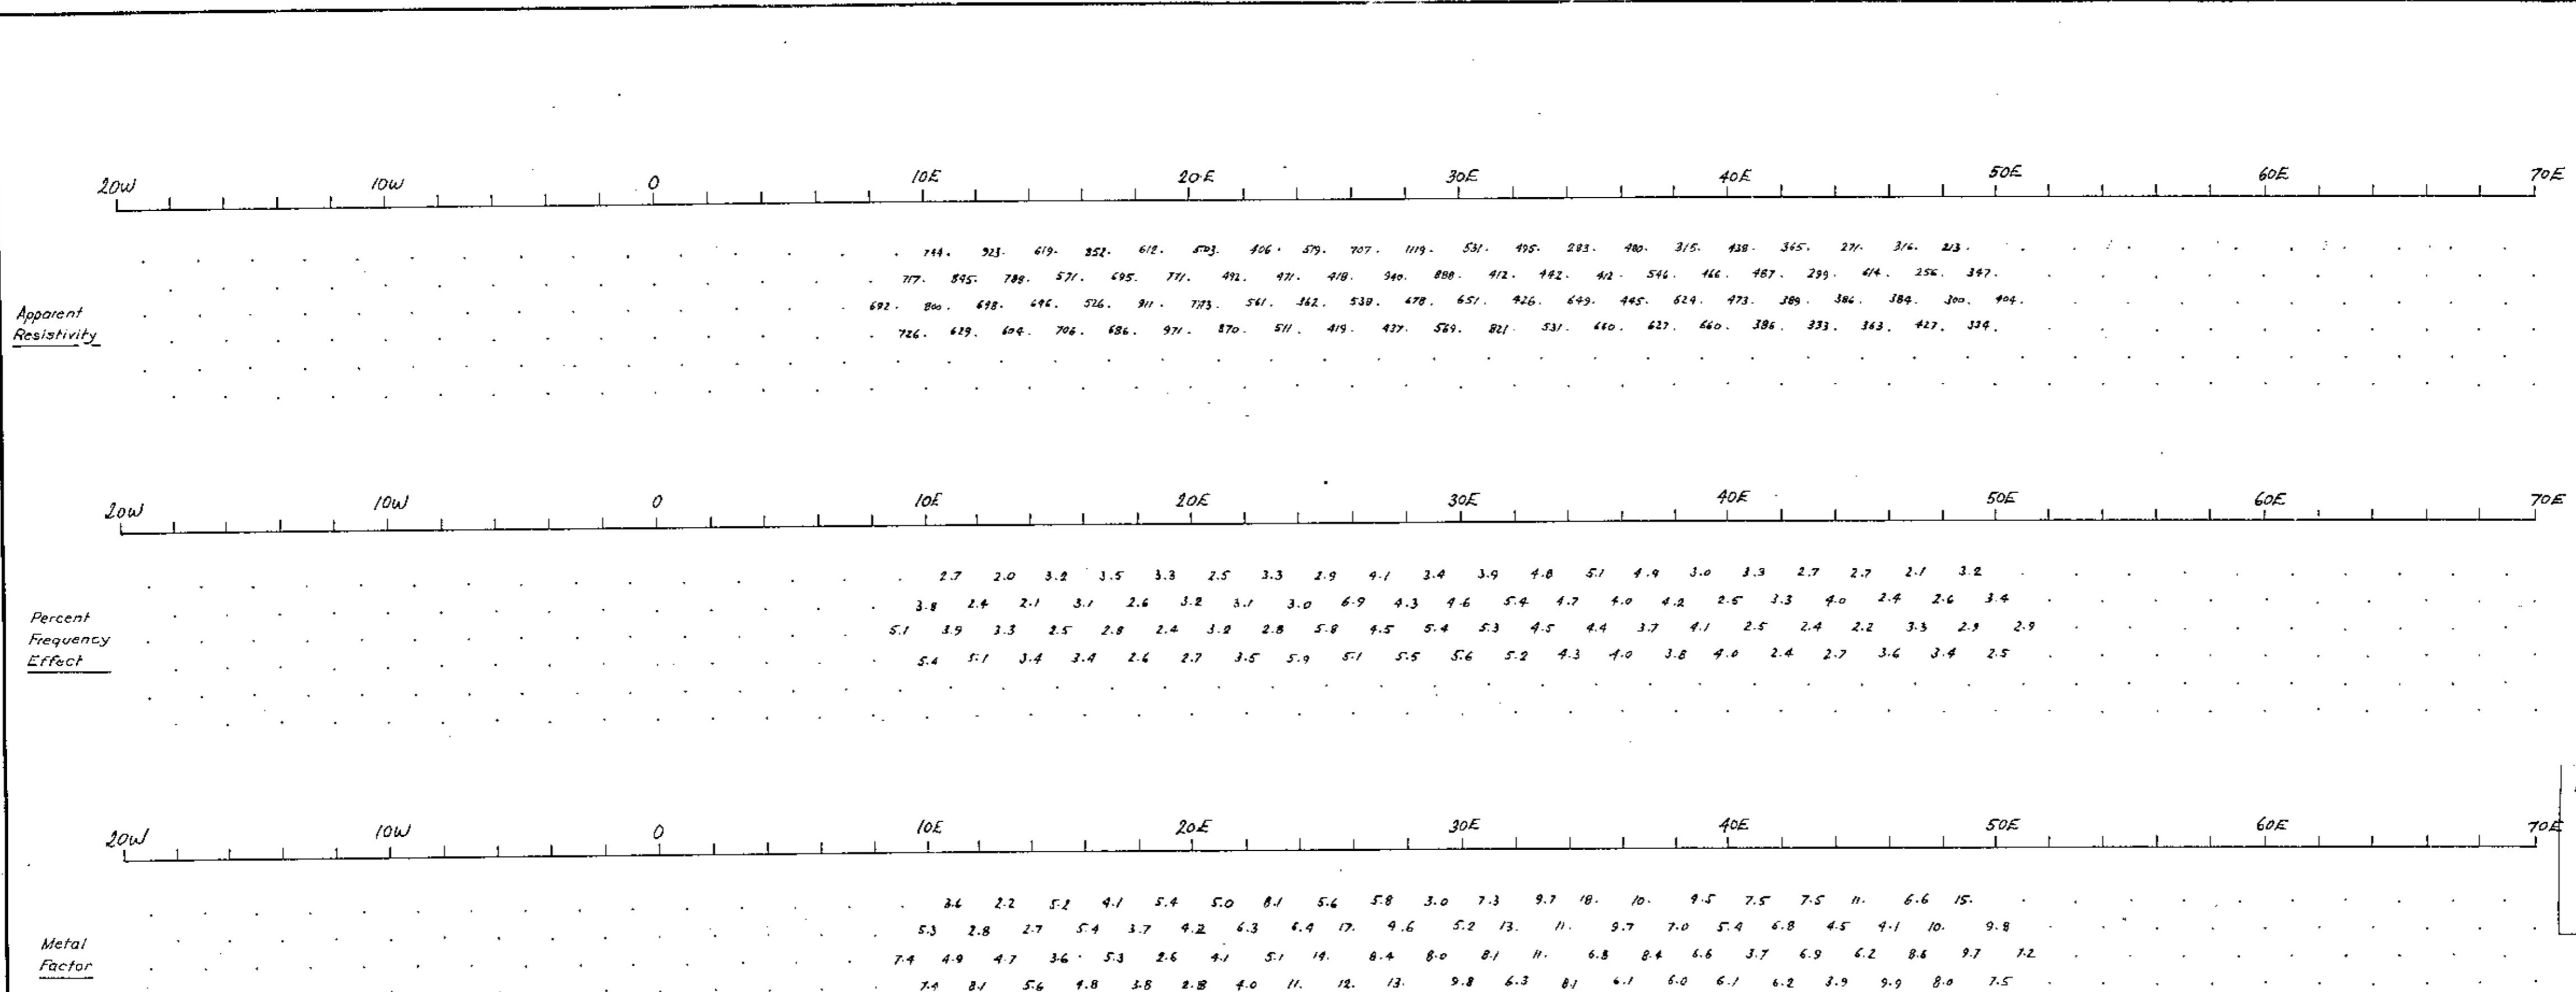 20W 10W 0 10E 20E 30E 40E 50E 60E 70E
744. 923. 619. 852. 612. 503. 406. 519. 707. 1119. 531. 495. 283. 480. 315. 438. 365. 271. 316. 213.
717. 845. 789. 571. 695. 771. 492. 471. 418. 940. 888. 412. 442. 412. 546. 466. 487. 299. 614. 256. 347.
Apparent
Resistivity
692. 800. 698. 696. 526. 911. 773. 561. 362. 538. 678. 651. 426. 649. 445. 624. 473. 389. 386. 384. 300. 404.
726. 629. 604. 706. 686. 971. 870. 511. 419. 437. 569. 821. 531. 660. 627. 660. 386. 333. 363. 427. 334.
20W 10W 0 10E 20E 30E 40E 50E 60E 70E
2.7 2.0 3.2 3.5 3.3 2.5 3.3 2.9 4.1 3.4 3.9 4.8 5.1 4.9 3.0 3.3 2.7 2.7 2.1 3.2
3.8 2.4 2.1 3.1 2.6 3.2 3.1 3.0 6.9 4.3 4.6 5.4 4.7 4.0 4.2 2.5 3.3 4.0 2.4 2.6 3.4
Percent
Frequency
Effect
5.1 3.9 3.3 2.5 2.8 2.4 3.2 2.8 5.8 4.5 5.4 5.3 4.5 4.4 3.7 4.1 2.5 2.4 2.2 3.3 2.9 2.9
5.4 5.1 3.4 3.4 2.6 2.7 3.5 5.9 5.1 5.5 5.6 5.2 4.3 4.0 3.8 4.0 2.4 2.7 3.6 3.4 2.5
20W 10W 0 10E 20E 30E 40E 50E 60E 70E
3.6 2.2 5.2 4.1 5.4 5.0 8.1 5.6 5.8 3.0 7.3 9.7 18. 10. 9.5 7.5 7.5 11. 6.6 15.
5.3 2.8 2.7 5.4 3.7 4.2 6.3 6.4 17. 4.6 5.2 13. 11. 9.7 7.0 5.4 6.8 4.5 4.1 10. 9.8
Metal
Factor
7.4 4.9 4.7 3.6 5.3 2.6 4.1 5.1 14. 8.4 8.0 8.1 11. 6.8 8.4 6.6 3.7 6.9 6.2 8.6 9.7 7.2
7.4 8.1 5.6 4.8 3.8 2.8 4.0 11. 12. 13. 9.8 6.3 8.1 6.1 6.0 6.1 6.2 3.9 9.9 8.0 7.5